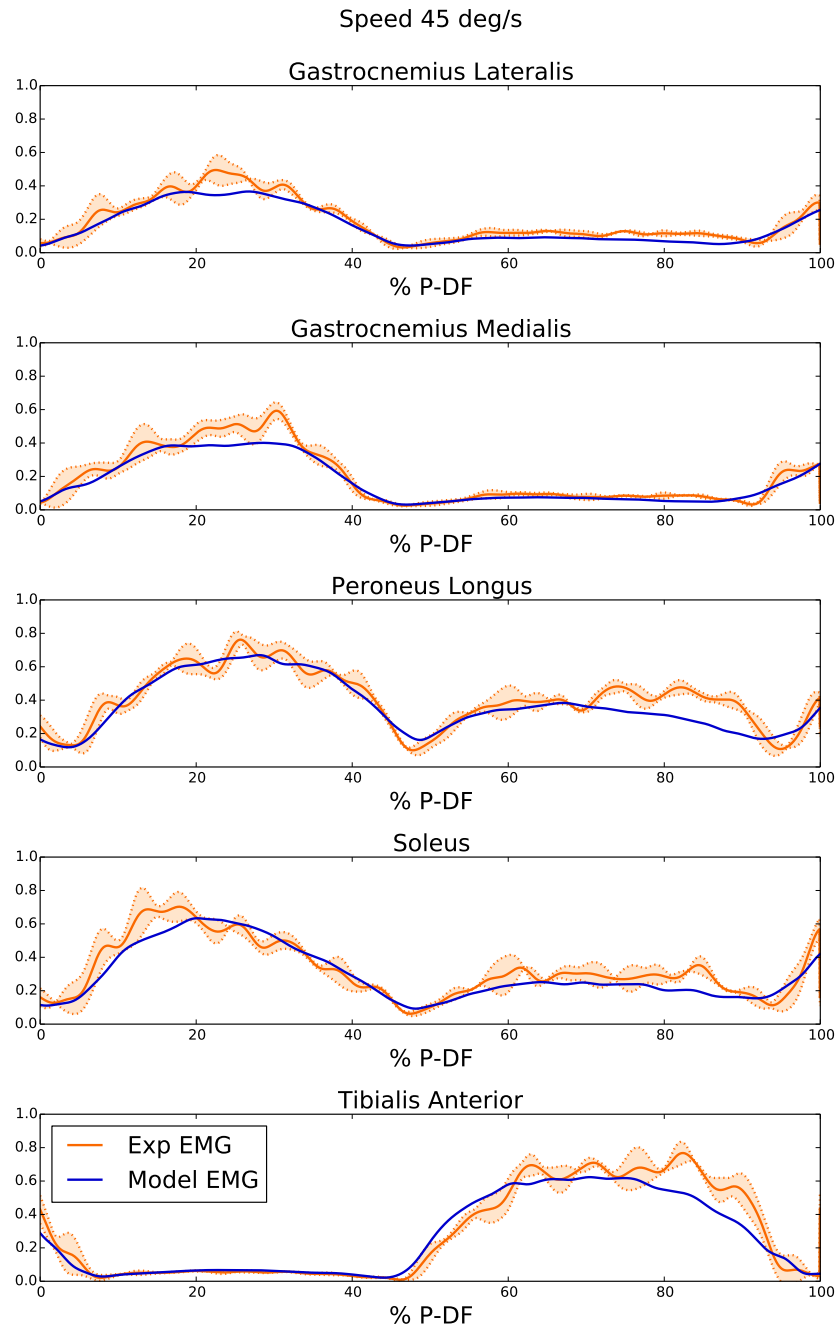 Speed 45 deg/s
Gastrocnemius Lateralis
1.0
0.8
0.6
0.4
0.2
0.0
0 20 40 60 80 100
% P-DF
Gastrocnemius Medialis
1.0
0.8
0.6
0.4
0.2
0.0
0 20 40 60 80 100
% P-DF
Peroneus Longus
1.0
0.8
0.6
0.4
0.2
0.0
0 20 40 60 80 100
% P-DF
Soleus
1.0
0.8
0.6
0.4
0.2
0.0
0 20 40 60 80 100
% P-DF
Tibialis Anterior
1.0
Exp EMG
0.8
Model EMG
0.6
0.4
0.2
0.0
0 20 40 60 80 100
% P-DF